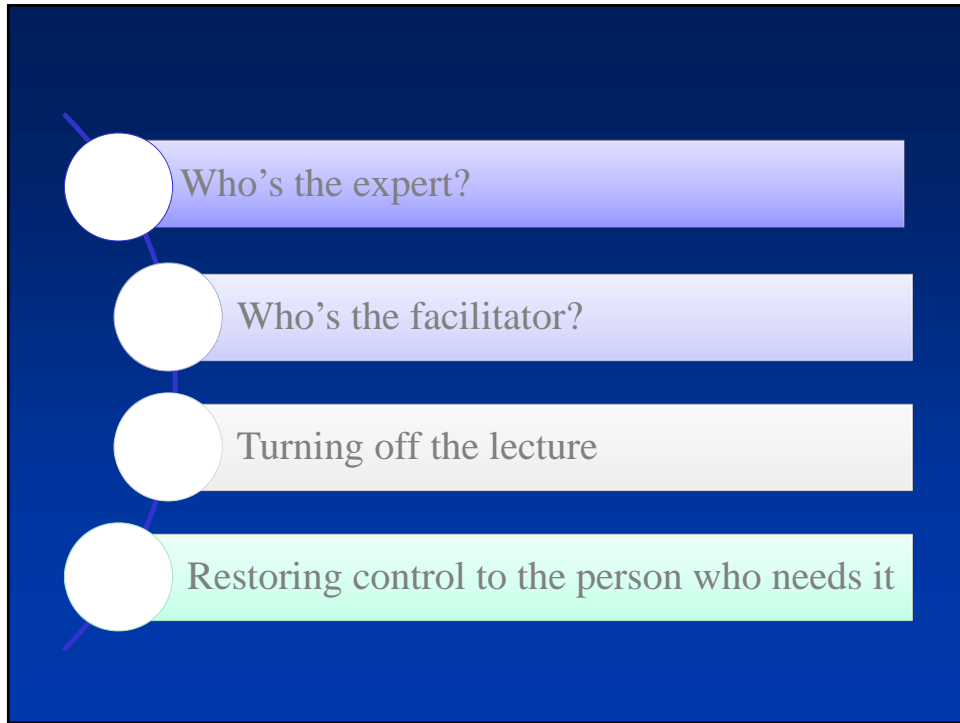 Who’s the expert?
Who’s the facilitator?
Turning off the lecture
Restoring control to the person who needs it